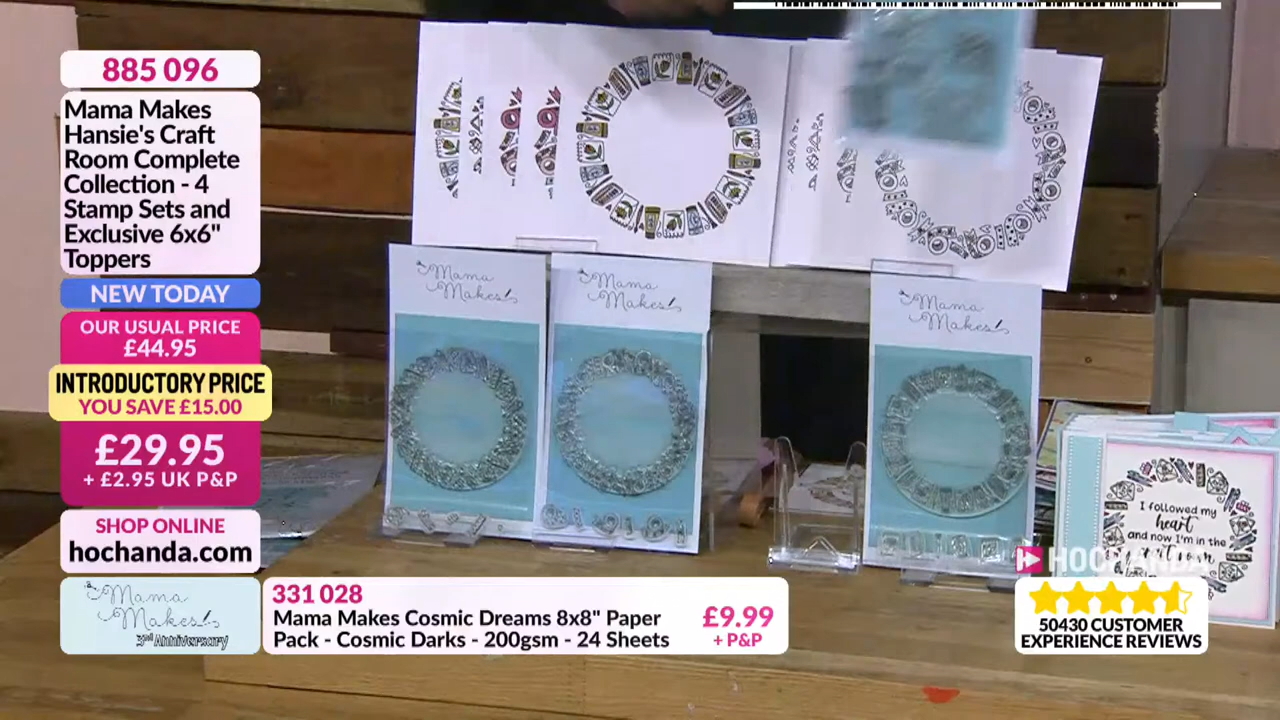 885 096
Mama Makes
Hansie's Craft
Room Complete
Collection - 4
Stamp Sets and
Exclusive 6x6"
Toppers
NEW TODAY
OUR USUAL PRICE
£44.95
INTRODUCTORY PRICE
YOU SAVE £15.00
£29.95
+ £2.95 UK P&P
SHOP ONLINE
hochanda.com
Mama
Makes!
3rd Anniversary
331 028
Mama Makes Cosmic Dreams 8x8" Paper
Pack - Cosmic Darks - 200gsm - 24 Sheets
£9.99
+ P&P
Mama
Makes!
Mama
Makes!
Mama
Makes!
I followed my
heart
and now I'm in the
HOCHANDA
50430 CUSTOMER
EXPERIENCE REVIEWS